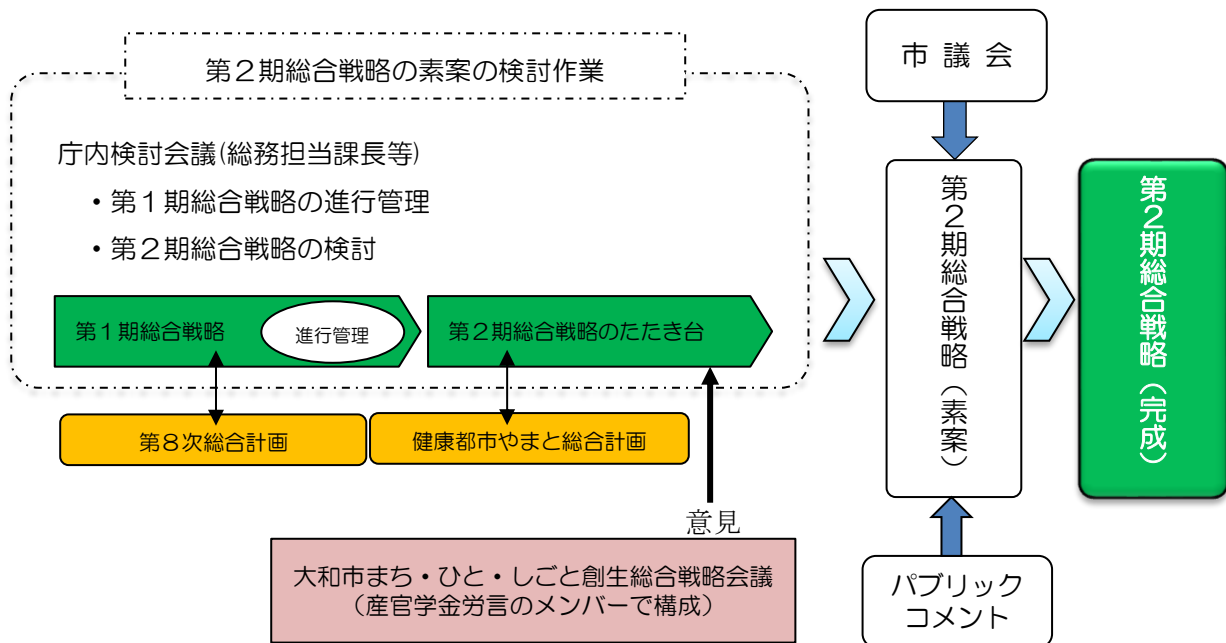 第２期総合戦略の素案の検討作業
庁内検討会議(総務担当課長等)
・第１期総合戦略の進行管理
・第２期総合戦略の検討
第１期総合戦略
進行管理
第２期総合戦略のたたき台
第８次総合計画
健康都市やまと総合計画
意見
大和市まち・ひと・しごと創生総合戦略会議
（産官学金労言のメンバーで構成）
市 議 会
第２期総合戦略（素案）
パブリック
コメント
第２期総合戦略（完成）